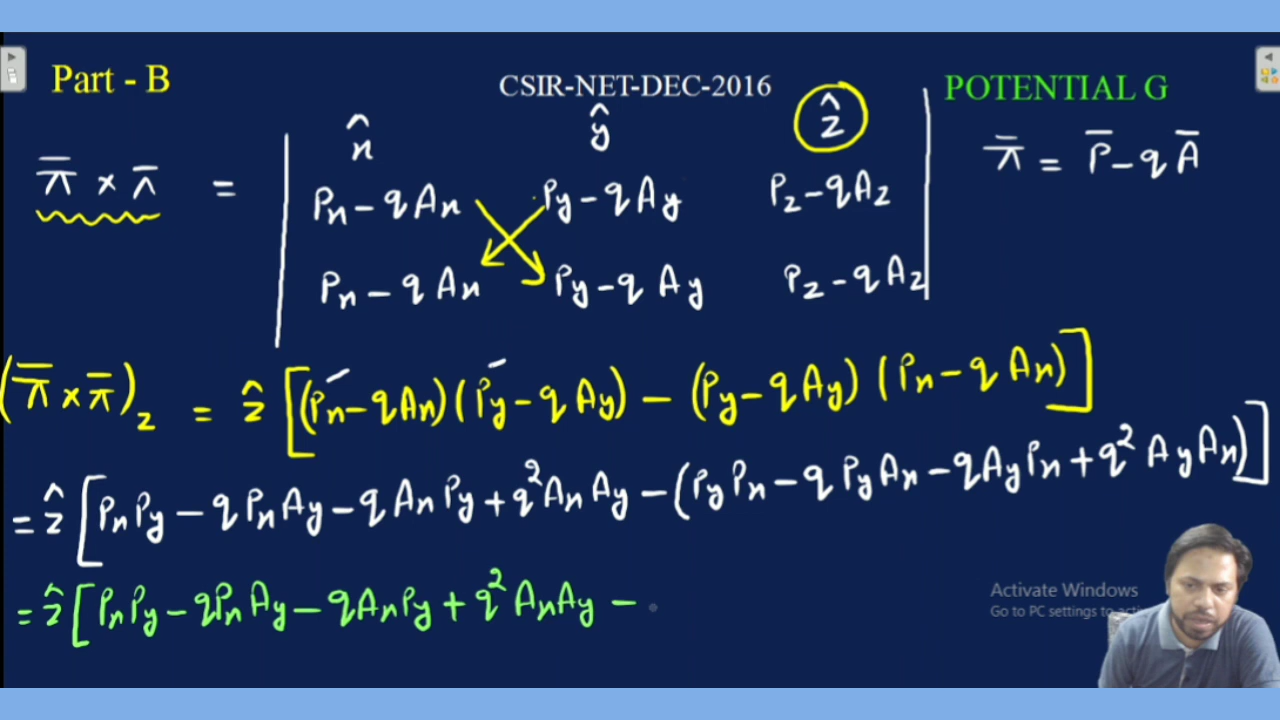 Part - B CSIR-NET-DEC-2016 POTENTIAL G
x̂ ŷ ẑ
π̄ × π̄ = | Px - qAx Py - qAy Pz - qAz | π̄ = P̄ - qĀ
Px - qAx Py - qAy Pz - qAz
(π̄ × π̄)z = ẑ[(Px - qAx)(Py - qAy) - (Py - qAy)(Px - qAx)]
= ẑ[PxPy - qPxAy - qAxPy + q²AxAy - (PyPx - qPyAx - qAyPx + q²AyAx)]
= ẑ[PxPy - qPxAy - qAxPy + q²AxAy -
Activate Windows
Go to PC settings to